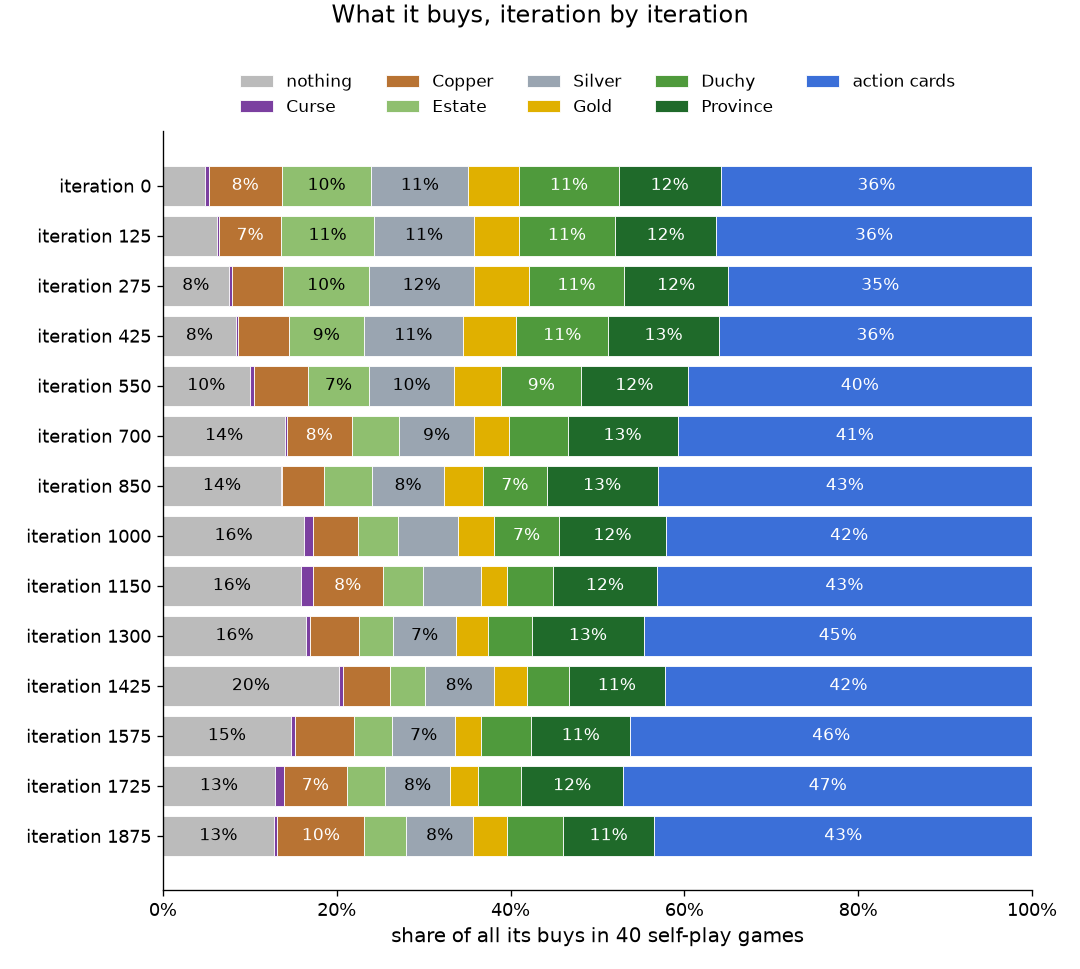 What it buys, iteration by iteration
nothing Copper Silver Duchy action cards
Curse Estate Gold Province
iteration 0 8% 10% 11% 11% 12% 36%
iteration 125 7% 11% 11% 11% 12% 36%
iteration 275 8% 10% 12% 11% 12% 35%
iteration 425 8% 9% 11% 11% 13% 36%
iteration 550 10% 7% 10% 9% 12% 40%
iteration 700 14% 8% 9% 13% 41%
iteration 850 14% 8% 7% 13% 43%
iteration 1000 16% 7% 12% 42%
iteration 1150 16% 8% 12% 43%
iteration 1300 16% 7% 13% 45%
iteration 1425 20% 8% 11% 42%
iteration 1575 15% 7% 11% 46%
iteration 1725 13% 7% 8% 12% 47%
iteration 1875 13% 10% 8% 11% 43%
0% 20% 40% 60% 80% 100%
share of all its buys in 40 self-play games